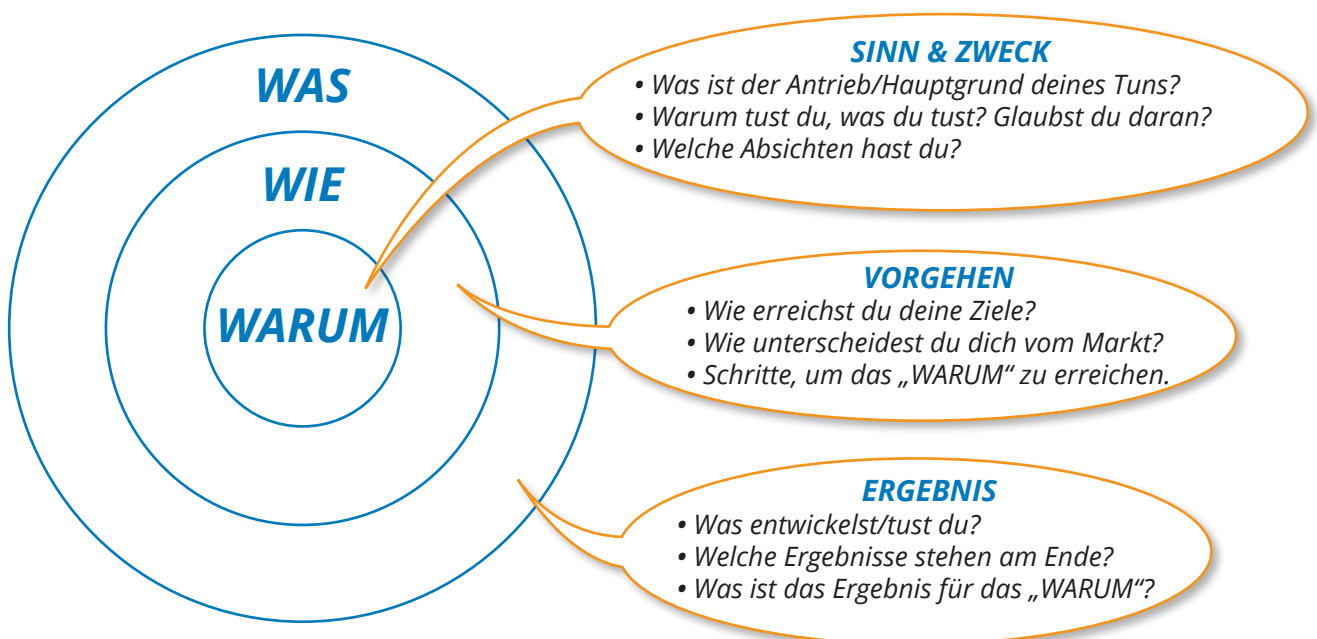 WAS
WIE
WARUM
SINN & ZWECK
• Was ist der Antrieb/Hauptgrund deines Tuns?
• Warum tust du, was du tust? Glaubst du daran?
• Welche Absichten hast du?
VORGEHEN
• Wie erreichst du deine Ziele?
• Wie unterscheidest du dich vom Markt?
• Schritte, um das „WARUM“ zu erreichen.
ERGEBNIS
• Was entwickelst/tust du?
• Welche Ergebnisse stehen am Ende?
• Was ist das Ergebnis für das „WARUM“?